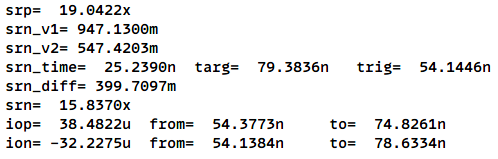 srp=  19.0422x
srn_v1= 947.1300m
srn_v2= 547.4203m
srn_time=  25.2390n  targ=  79.3836n   trig=  54.1446n
srn_diff= 399.7097m
srn=  15.8370x
iop=  38.4822u  from=  54.3773n     to=  74.8261n
ion= -32.2275u  from=  54.1384n     to=  78.6334n